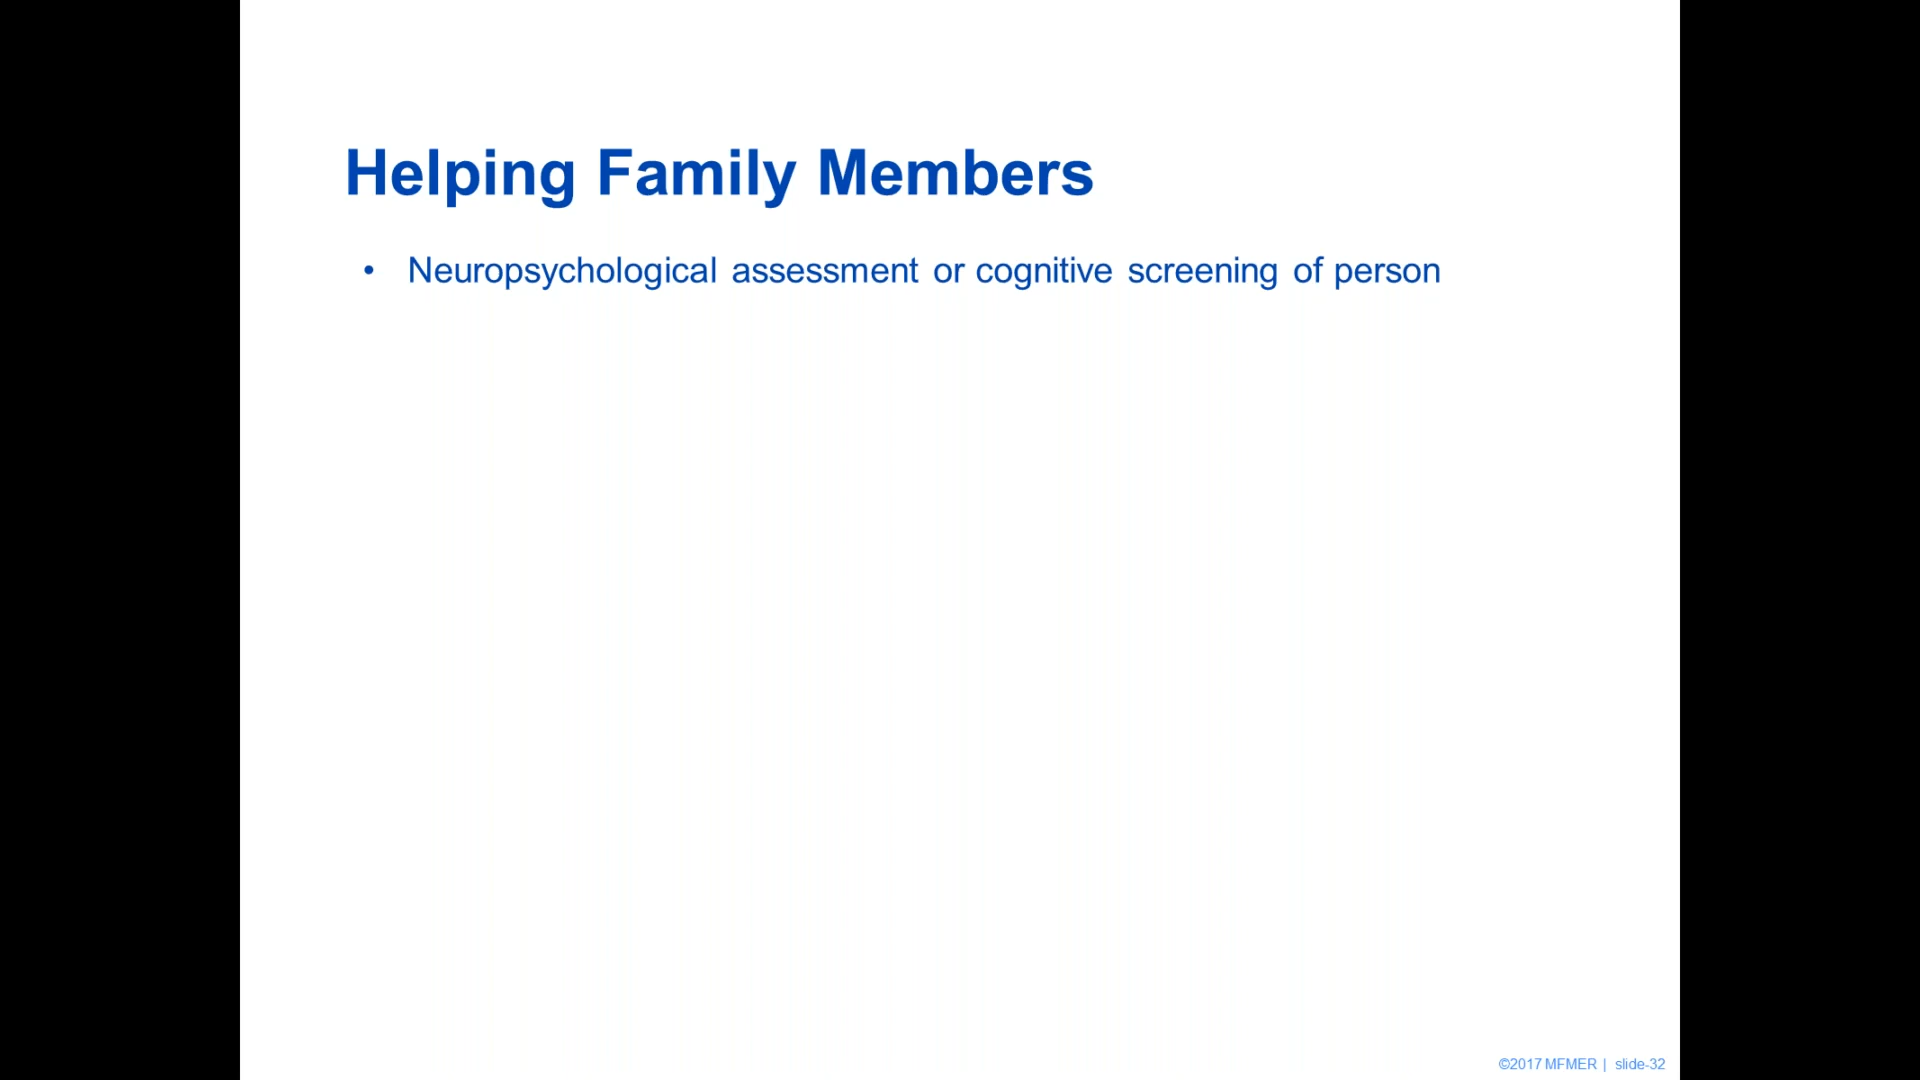 Helping Family Members
• Neuropsychological assessment or cognitive screening of person
©2017 MFMER | slide-32